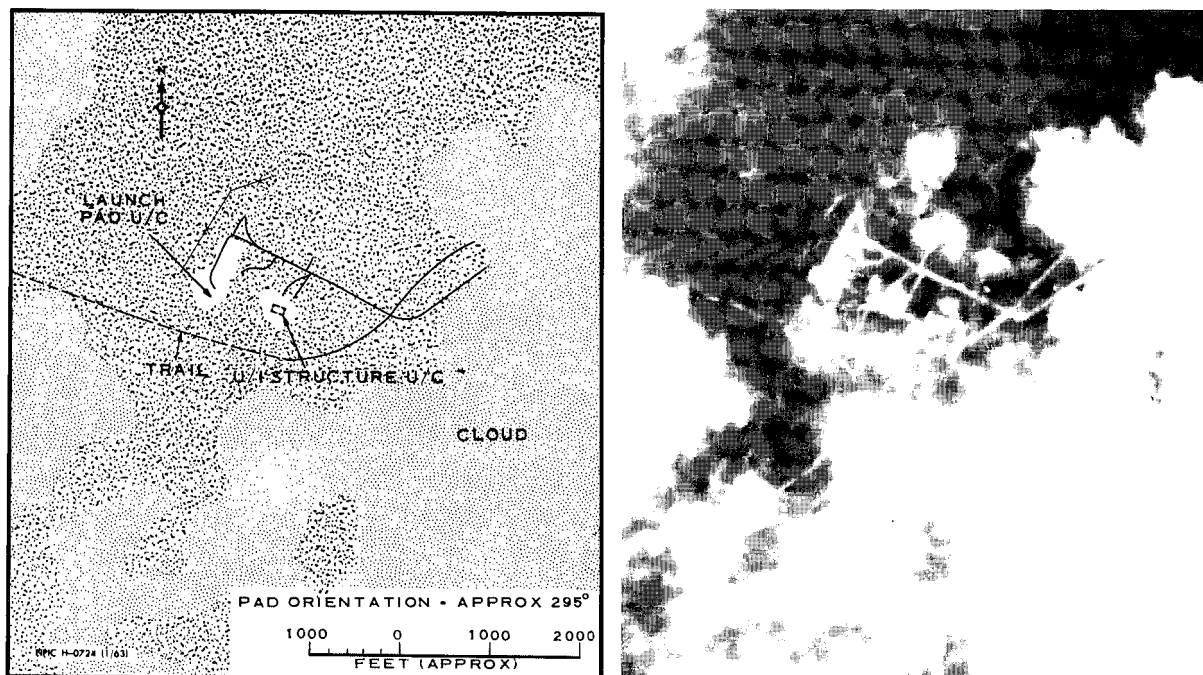 N
LAUNCH
PAD U/C
TRAIL
U/I STRUCTURE U/C
CLOUD
PAD ORIENTATION - APPROX 295°
1000 0 1000 2000
FEET (APPROX)
NPIC H-0724 (1/63)